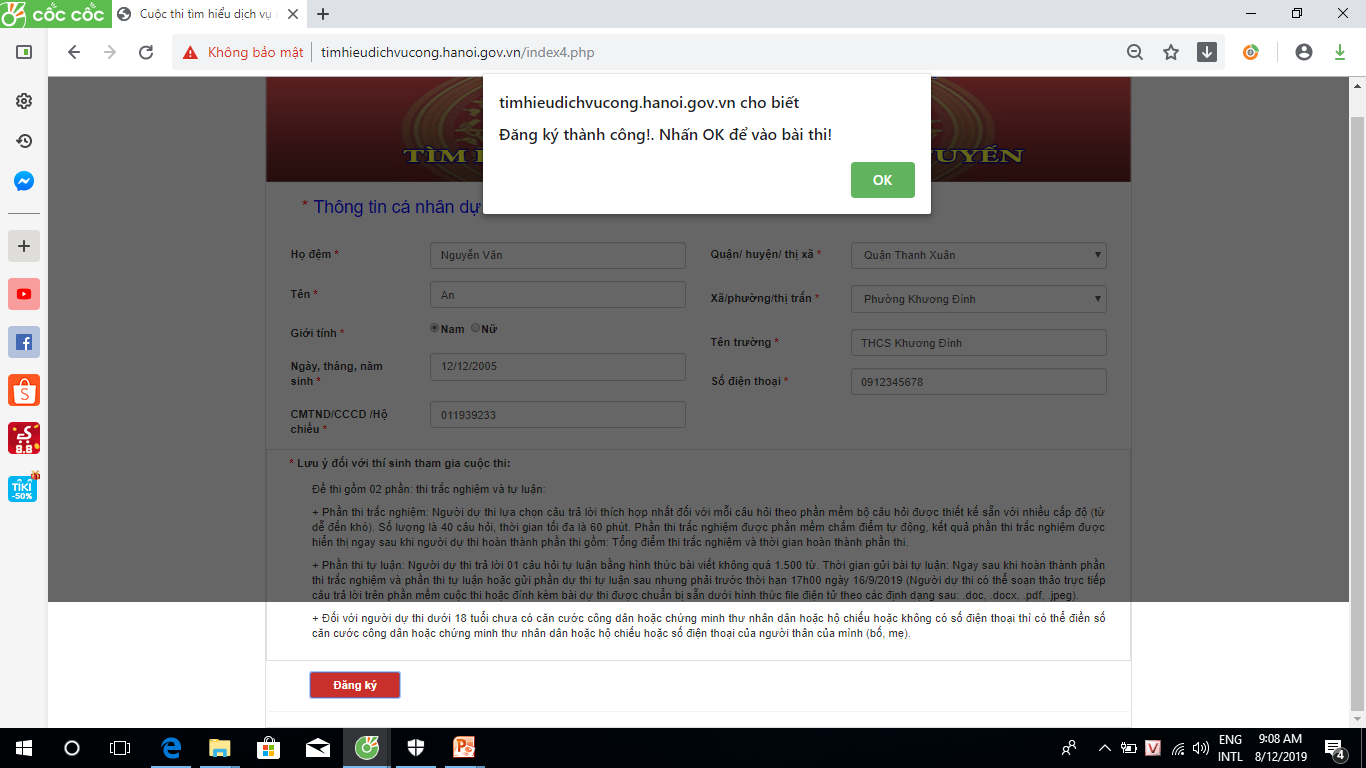 cốc cốc
Cuộc thi tìm hiểu dịch vụ
Không bảo mật
timhieudichvucong.hanoi.gov.vn/index4.php
timhieudichvucong.hanoi.gov.vn cho biết
Đăng ký thành công!. Nhấn OK để vào bài thi!
OK
TÌM
UYẾN
* Thông tin cá nhân dự
Họ đệm *
Nguyễn Văn
Quận/ huyện/ thị xã *
Quận Thanh Xuân
Tên *
An
Xã/phường/thị trấn *
Phường Khương Đình
Giới tính *
Nam
Nữ
Tên trường *
THCS Khương Đình
Ngày, tháng, năm
sinh *
12/12/2005
Số điện thoại *
0912345678
CMTND/CCCD /Hộ
chiếu *
011939233
* Lưu ý đối với thí sinh tham gia cuộc thi:
Đề thi gồm 02 phần: thi trắc nghiệm và tự luận:
+ Phần thi trắc nghiệm: Người dự thi lựa chọn câu trả lời thích hợp nhất đối với mỗi câu hỏi theo phần mềm bộ câu hỏi được thiết kế sẵn với nhiều cấp độ (từ
dễ đến khó). Số lượng là 40 câu hỏi, thời gian tối đa là 60 phút. Phần thi trắc nghiệm được phần mềm chấm điểm tự động, kết quả phần thi trắc nghiệm được
hiển thị ngay sau khi người dự thi hoàn thành phần thi gồm: Tổng điểm thi trắc nghiệm và thời gian hoàn thành phần thi.
+ Phần thi tự luận: Người dự thi trả lời 01 câu hỏi tự luận bằng hình thức bài viết không quá 1.500 từ. Thời gian gửi bài tự luận: Ngay sau khi hoàn thành phần
thi trắc nghiệm và phần thi tự luận hoặc gửi phần dự thi tự luận sau nhưng phải trước thời hạn 17h00 ngày 16/9/2019 (Người dự thi có thể soạn thảo trực tiếp
câu trả lời trên phần mềm cuộc thi hoặc đính kèm bài dự thi được chuẩn bị sẵn dưới hình thức file điện tử theo các định dạng sau: .doc, .docx, .pdf, .jpeg).
+ Đối với người dự thi dưới 18 tuổi chưa có căn cước công dân hoặc chứng minh thư nhân dân hoặc hộ chiếu hoặc không có số điện thoại thì có thể điền số
căn cước công dân hoặc chứng minh thư nhân dân hoặc hộ chiếu hoặc số điện thoại của người thân của mình (bố, mẹ).
Đăng ký
8.8
TIKI
-50%
ENG
INTL
9:08 AM
8/12/2019
4